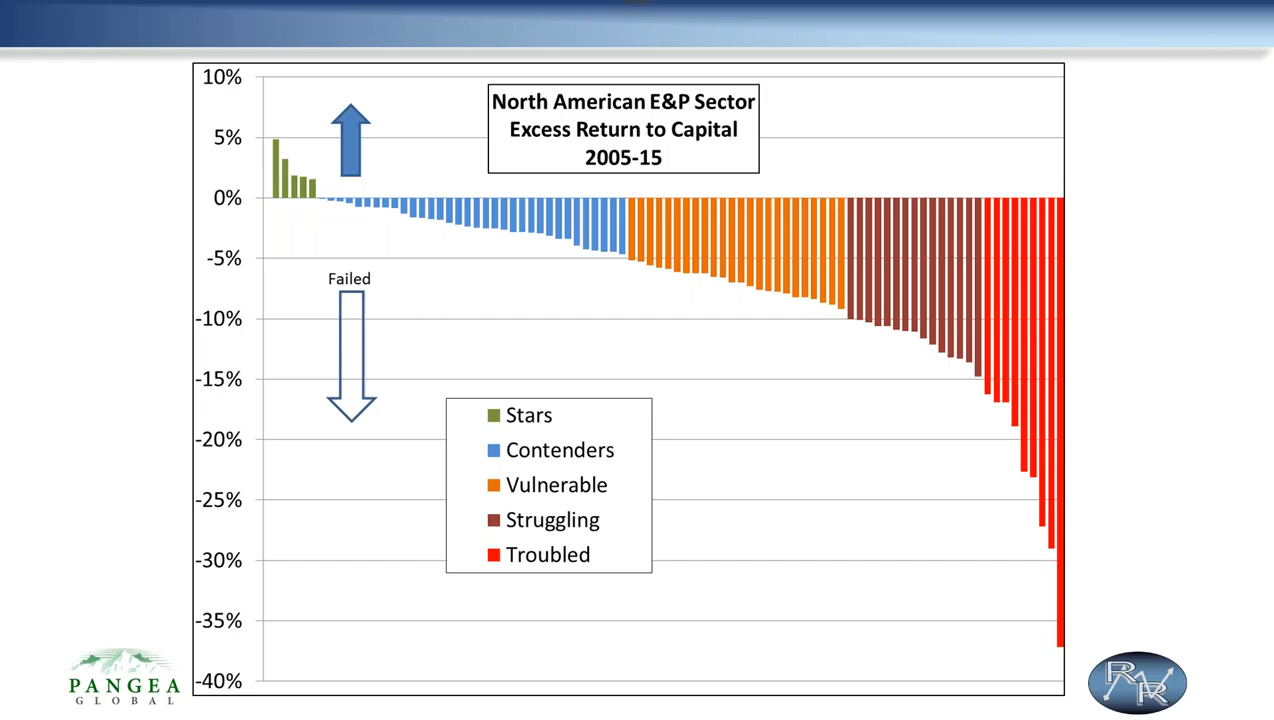 North American E&P Sector
Excess Return to Capital
2005-15
10%
5%
0%
-5%
-10%
-15%
-20%
-25%
-30%
-35%
-40%
Failed
Stars
Contenders
Vulnerable
Struggling
Troubled
PANGEA
GLOBAL
RR